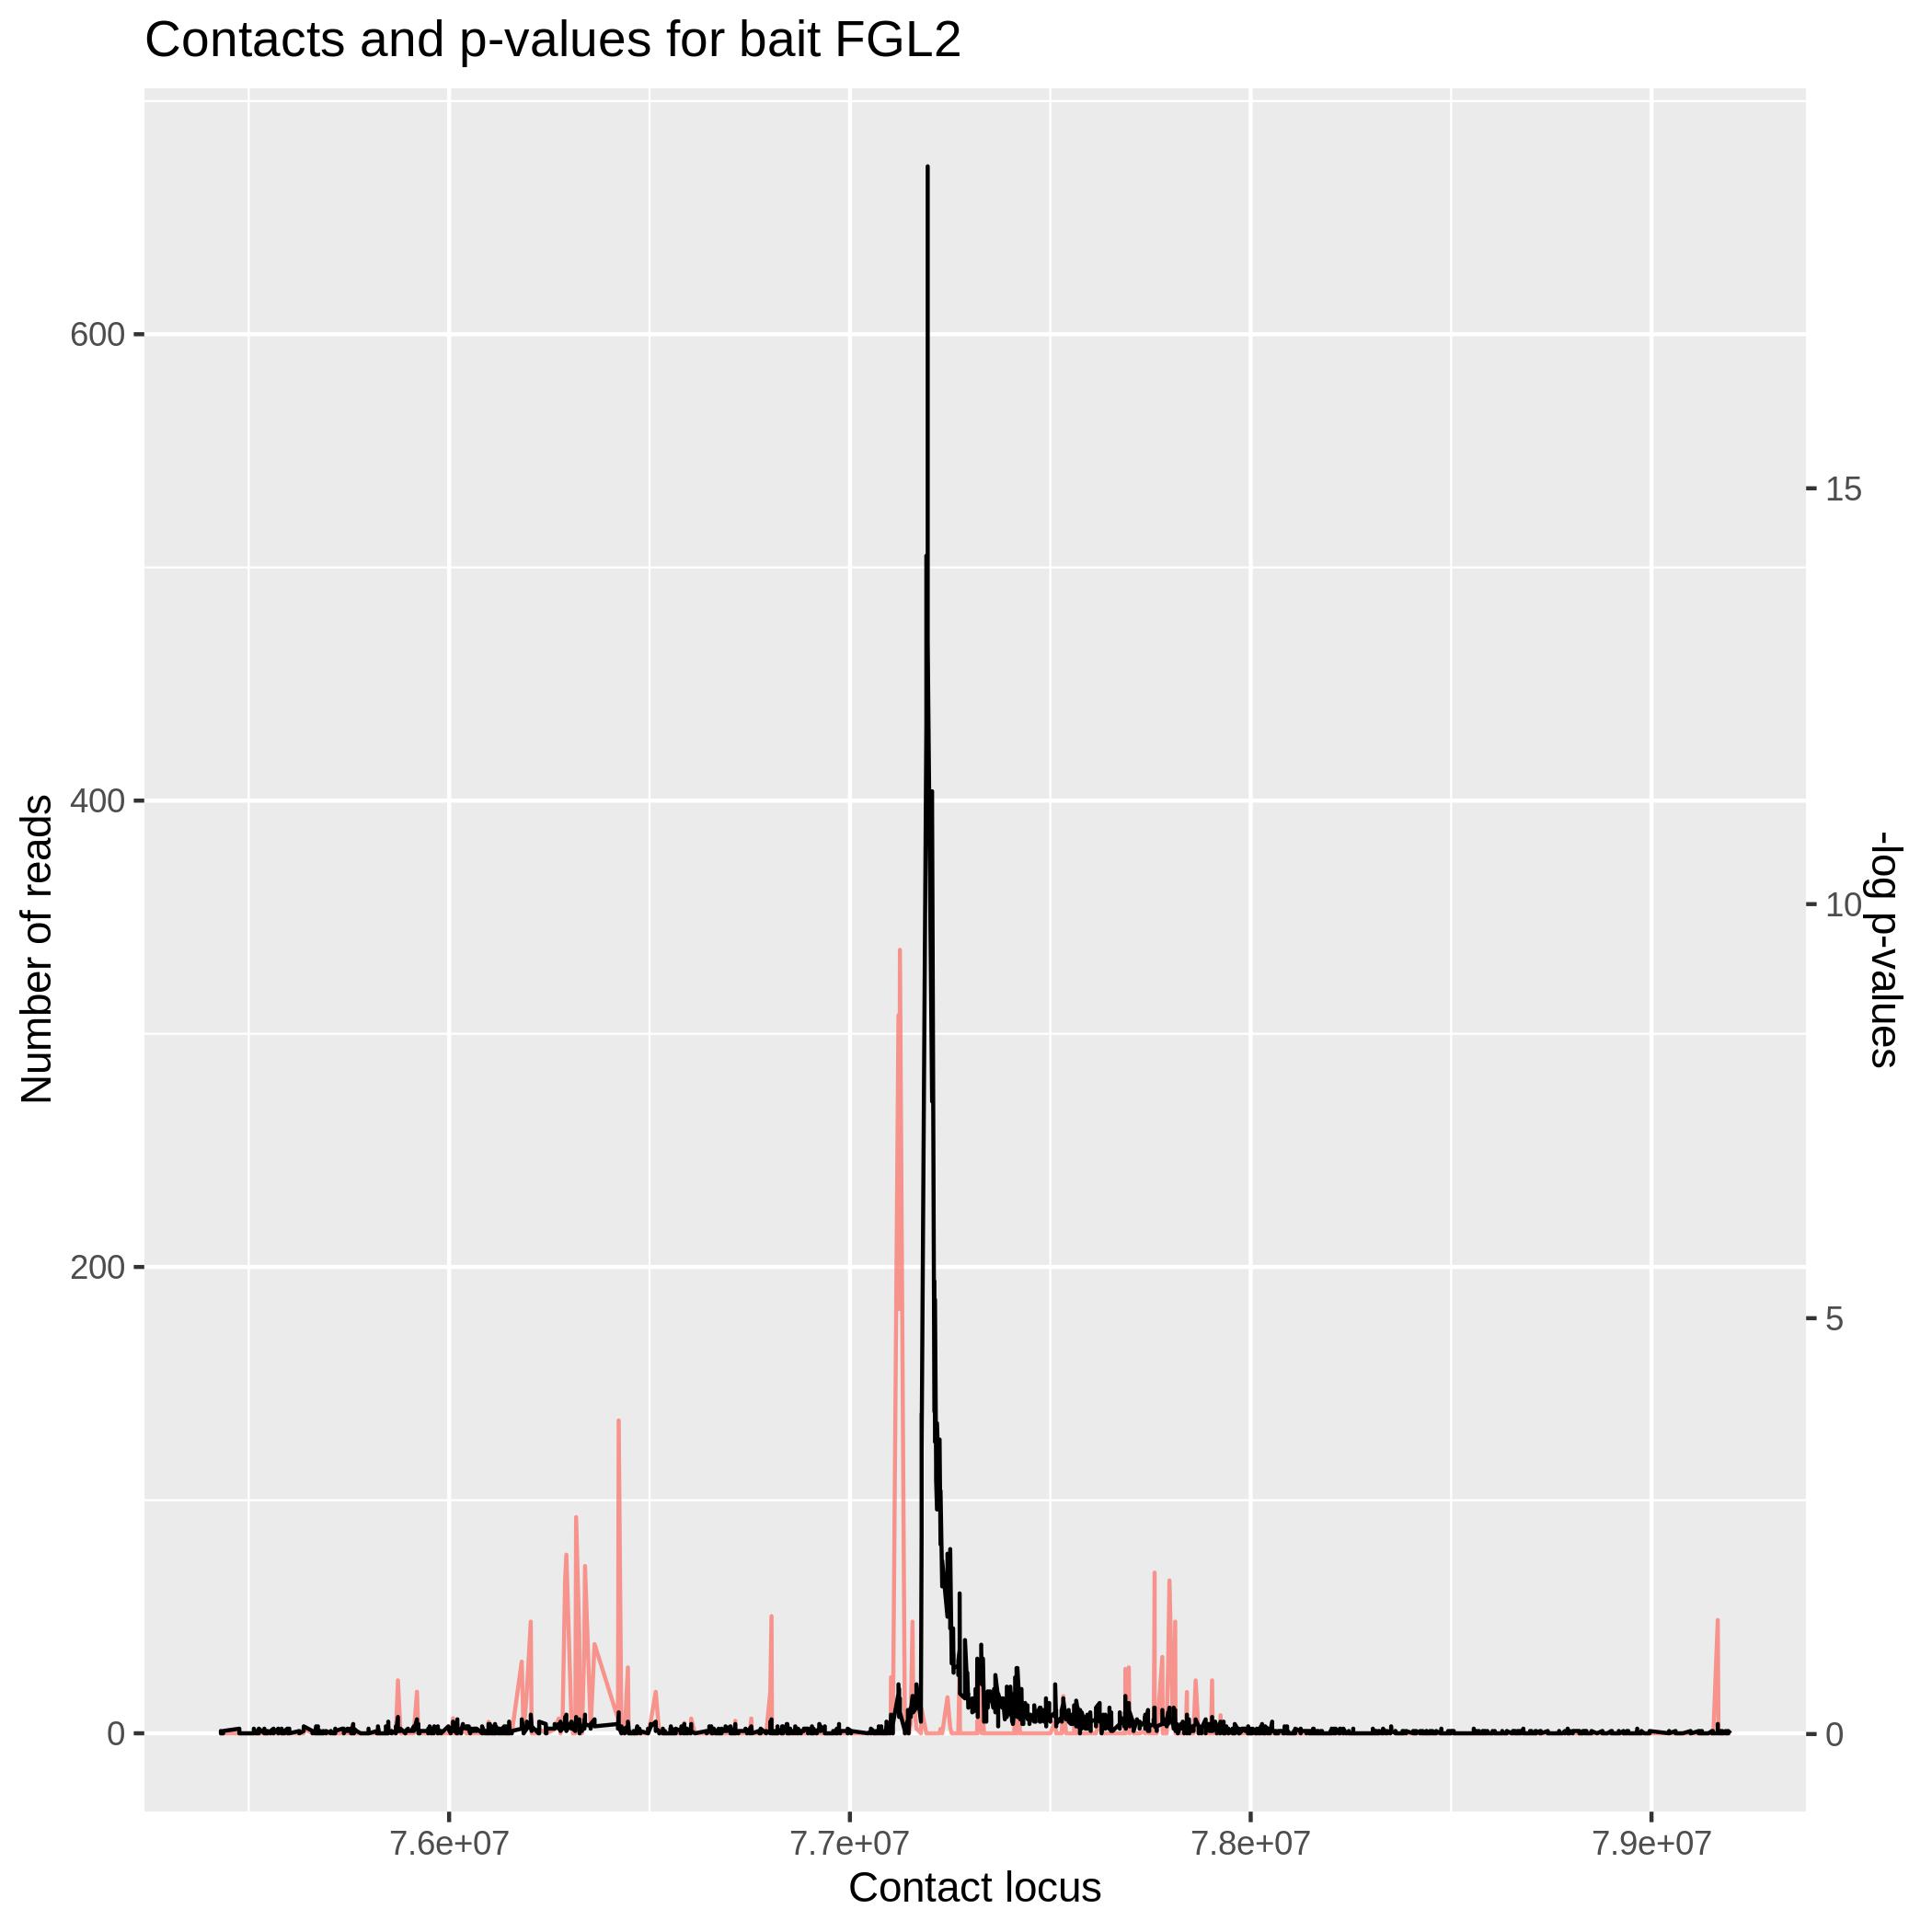 Contacts and p-values for bait FGL2
Number of reads
600
400
200
0
15
10
5
0
-log p-values
7.6e+07
7.7e+07
7.8e+07
7.9e+07
Contact locus